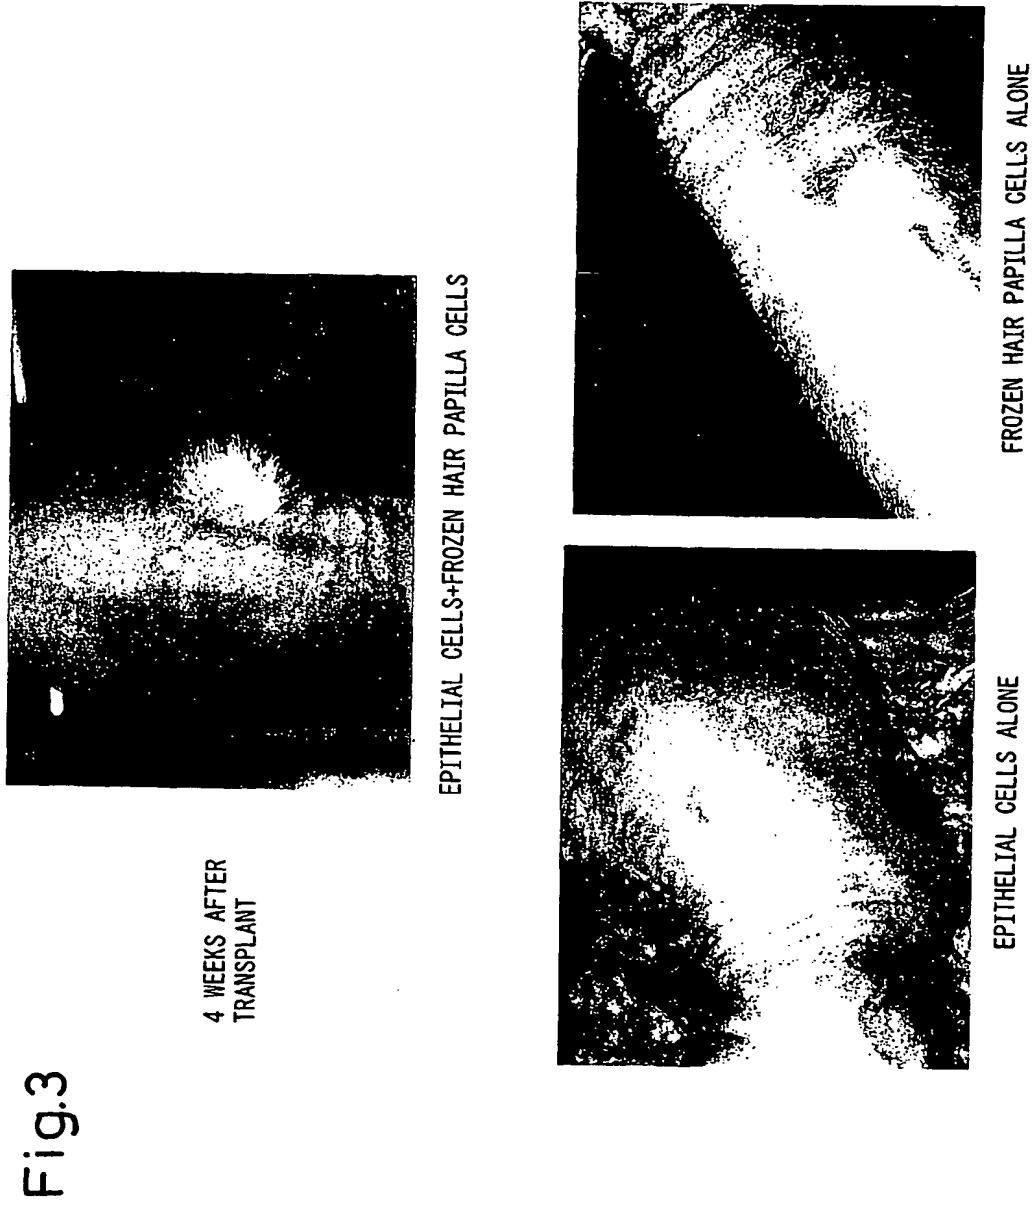 Fig.3
4 WEEKS AFTER
TRANSPLANT
EPITHELIAL CELLS+FROZEN HAIR PAPILLA CELLS
EPITHELIAL CELLS ALONE
FROZEN HAIR PAPILLA CELLS ALONE